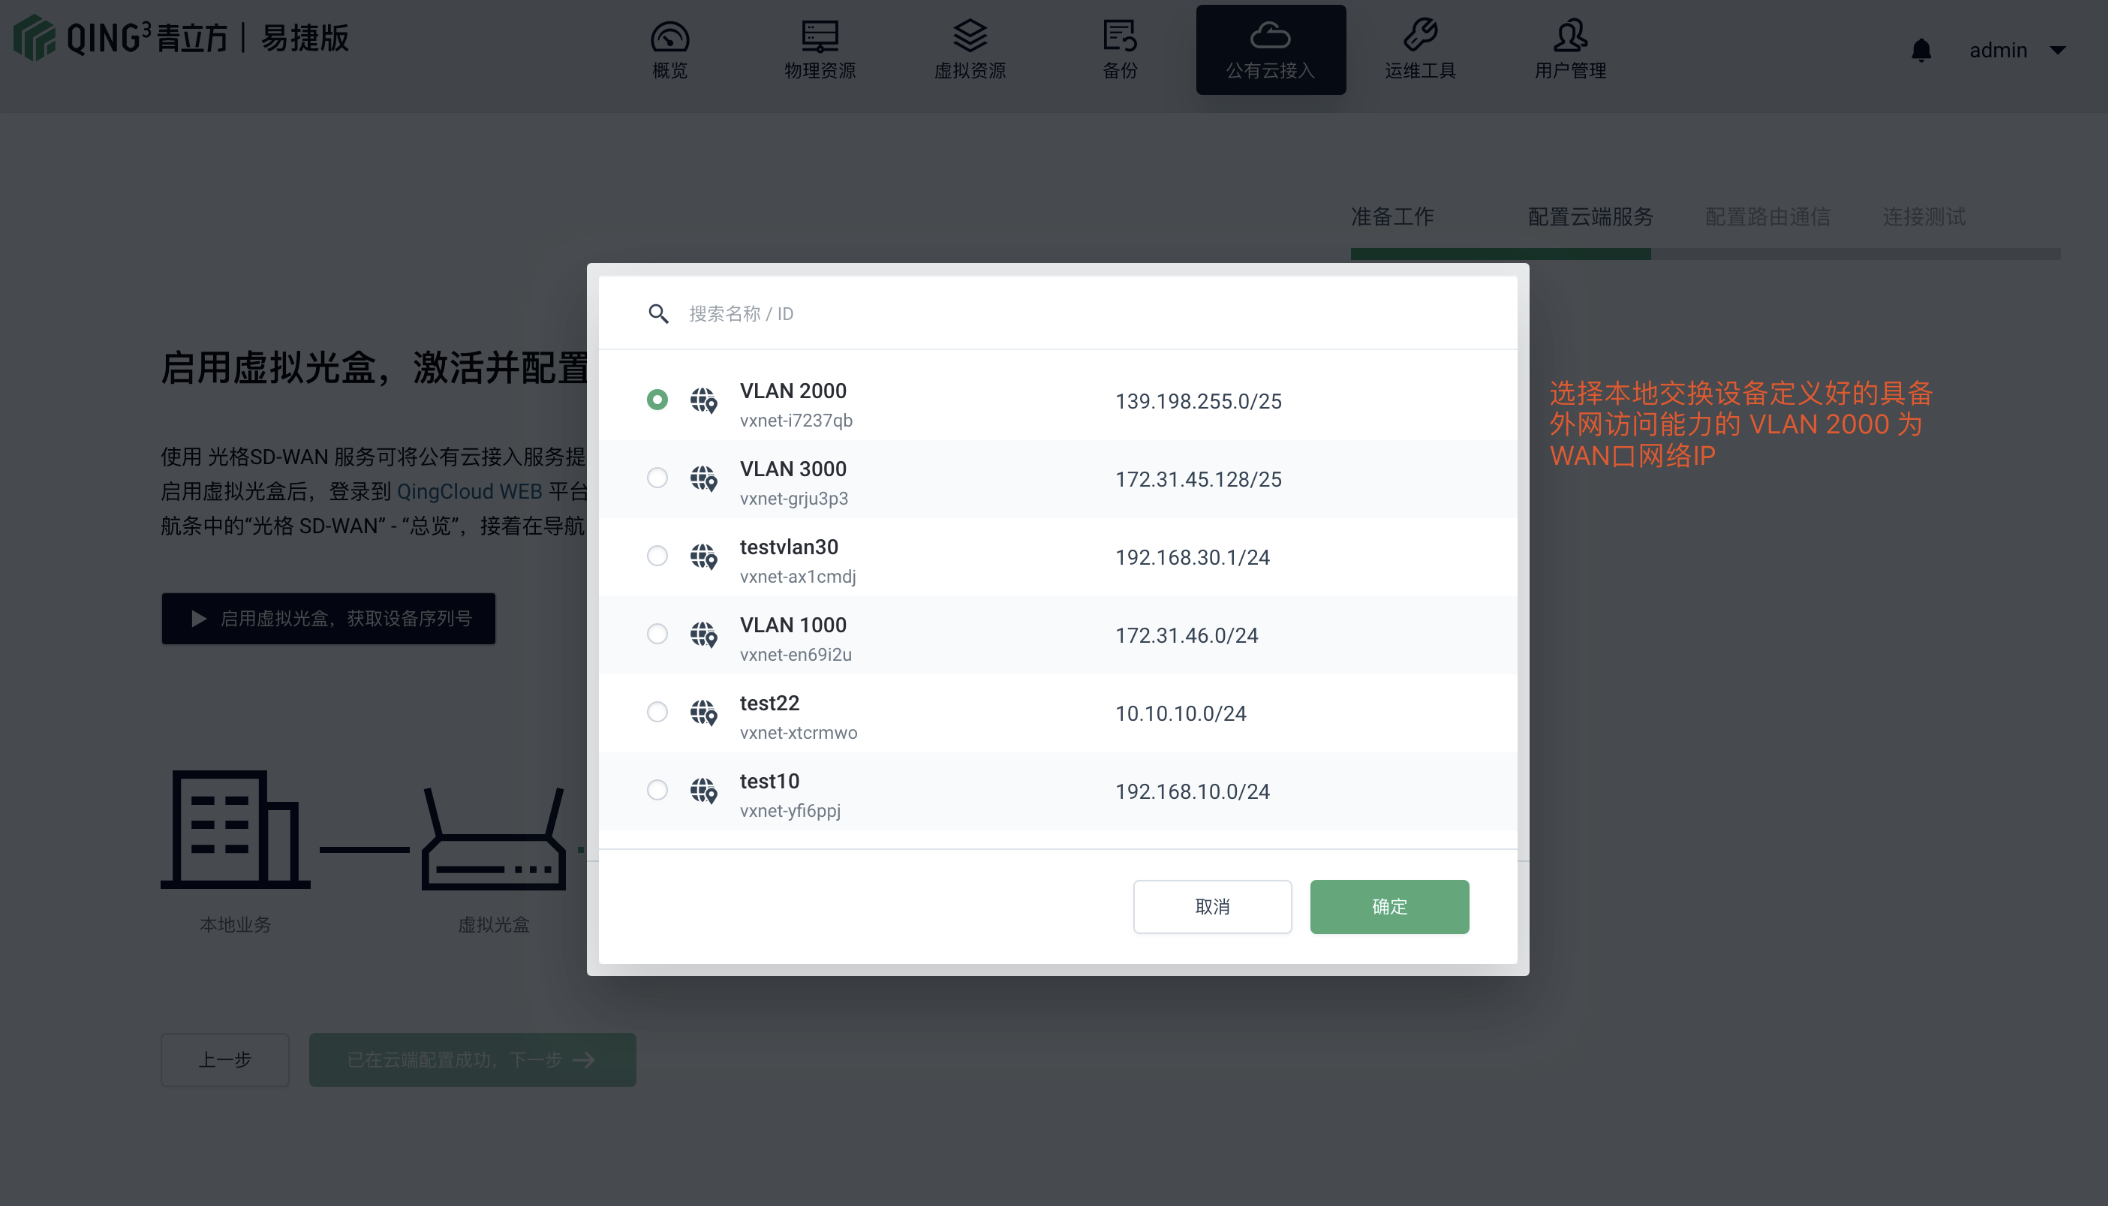 QING³青立方 | 易捷版
概览
物理资源
虚拟资源
备份
公有云接入
运维工具
用户管理
admin
准备工作
配置云端服务
配置路由通信
连接测试
搜索名称 / ID
启用虚拟光盒，激活并配置
VLAN 2000
139.198.255.0/25
vxnet-i7237qb
选择本地交换设备定义好的具备
外网访问能力的 VLAN 2000 为
WAN口网络IP
使用 光格SD-WAN 服务可将公有云接入服务提
启用虚拟光盒后，登录到 QingCloud WEB 平台
航条中的“光格 SD-WAN” - “总览”，接着在导航
VLAN 3000
172.31.45.128/25
vxnet-grju3p3
testvlan30
192.168.30.1/24
vxnet-ax1cmdj
启用虚拟光盒，获取设备序列号
VLAN 1000
172.31.46.0/24
vxnet-en69i2u
test22
10.10.10.0/24
vxnet-xtcrmwo
test10
192.168.10.0/24
vxnet-yfi6ppj
本地业务
虚拟光盒
取消
确定
上一步
已在云端配置成功，下一步